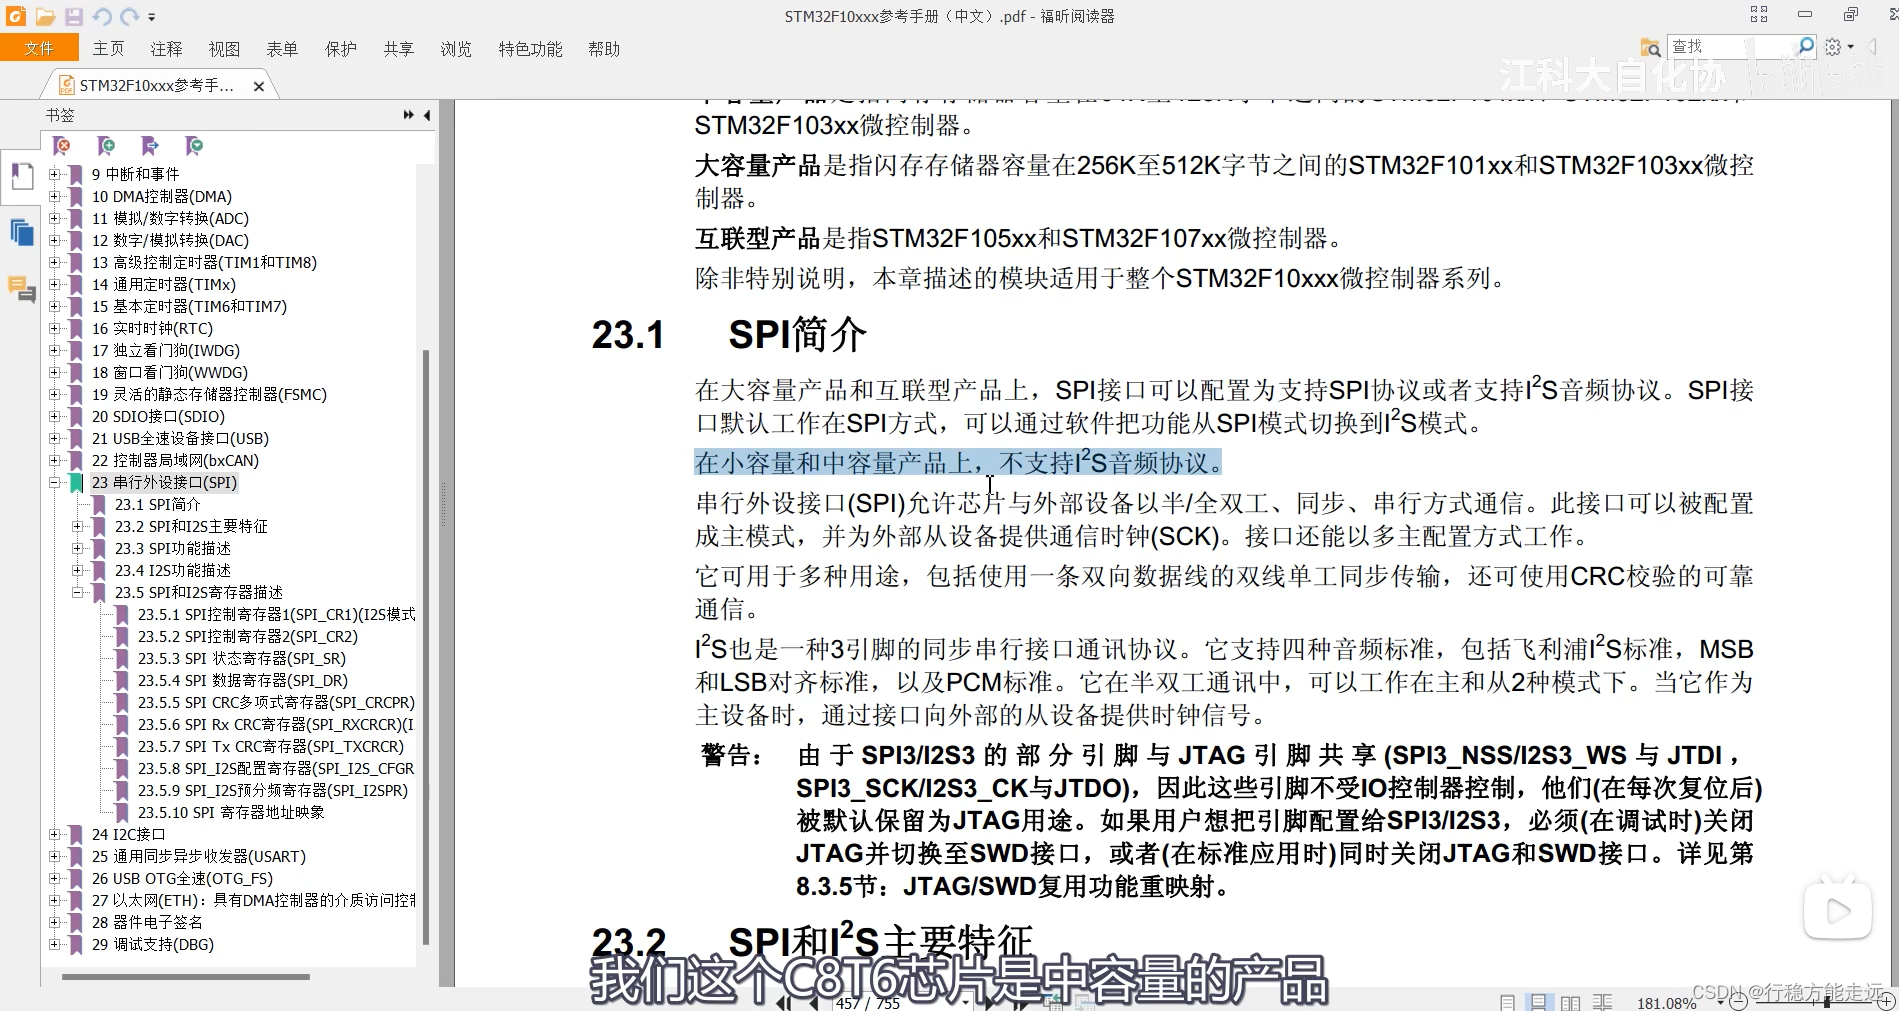 STM32F10xxx参考手册（中文）.pdf - 福昕阅读器
文件 主页 注释 视图 表单 保护 共享 浏览 特色功能 帮助
查找
江科大自化协
STM32F10xxx参考手...
书签
9 中断和事件
10 DMA控制器(DMA)
11 模拟/数字转换(ADC)
12 数字/模拟转换(DAC)
13 高级控制定时器(TIM1和TIM8)
14 通用定时器(TIMx)
15 基本定时器(TIM6和TIM7)
16 实时时钟(RTC)
17 独立看门狗(IWDG)
18 窗口看门狗(WWDG)
19 灵活的静态存储器控制器(FSMC)
20 SDIO接口(SDIO)
21 USB全速设备接口(USB)
22 控制器局域网(bxCAN)
23 串行外设接口(SPI)
23.1 SPI简介
23.2 SPI和I2S主要特征
23.3 SPI功能描述
23.4 I2S功能描述
23.5 SPI和I2S寄存器描述
23.5.1 SPI控制寄存器1(SPI_CR1)(I2S模式
23.5.2 SPI控制寄存器2(SPI_CR2)
23.5.3 SPI 状态寄存器(SPI_SR)
23.5.4 SPI 数据寄存器(SPI_DR)
23.5.5 SPI CRC多项式寄存器(SPI_CRCPR)
23.5.6 SPI Rx CRC寄存器(SPI_RXCRCR)(I
23.5.7 SPI Tx CRC寄存器(SPI_TXCRCR)
23.5.8 SPI_I2S配置寄存器(SPI_I2S_CFGR
23.5.9 SPI_I2S预分频寄存器(SPI_I2SPR)
23.5.10 SPI 寄存器地址映象
24 I2C接口
25 通用同步异步收发器(USART)
26 USB OTG全速(OTG_FS)
27 以太网(ETH)：具有DMA控制器的介质访问控制
28 器件电子签名
29 调试支持(DBG)
STM32F103xx微控制器。
大容量产品是指闪存存储器容量在256K至512K字节之间的STM32F101xx和STM32F103xx微控
制器。
互联型产品是指STM32F105xx和STM32F107xx微控制器。
除非特别说明，本章描述的模块适用于整个STM32F10xxx微控制器系列。
23.1 SPI简介
在大容量产品和互联型产品上，SPI接口可以配置为支持SPI协议或者支持I²S音频协议。SPI接
口默认工作在SPI方式，可以通过软件把功能从SPI模式切换到I²S模式。
在小容量和中容量产品上，不支持I²S音频协议。
串行外设接口(SPI)允许芯片与外部设备以半/全双工、同步、串行方式通信。此接口可以被配置
成主模式，并为外部从设备提供通信时钟(SCK)。接口还能以多主配置方式工作。
它可用于多种用途，包括使用一条双向数据线的双线单工同步传输，还可使用CRC校验的可靠
通信。
I²S也是一种3引脚的同步串行接口通讯协议。它支持四种音频标准，包括飞利浦I²S标准，MSB
和LSB对齐标准，以及PCM标准。它在半双工通讯中，可以工作在主和从2种模式下。当它作为
主设备时，通过接口向外部的从设备提供时钟信号。
警告： 由于SPI3/I2S3的部分引脚与JTAG引脚共享(SPI3_NSS/I2S3_WS与JTDI，
SPI3_SCK/I2S3_CK与JTDO)，因此这些引脚不受IO控制器控制，他们(在每次复位后)
被默认保留为JTAG用途。如果用户想把引脚配置给SPI3/I2S3，必须(在调试时)关闭
JTAG并切换至SWD接口，或者(在标准应用时)同时关闭JTAG和SWD接口。详见第
8.3.5节：JTAG/SWD复用功能重映射。
23.2 SPI和I²S主要特征
我们这个C8T6芯片是中容量的产品
457 / 755
181.08%
CSDN @行稳方能走远